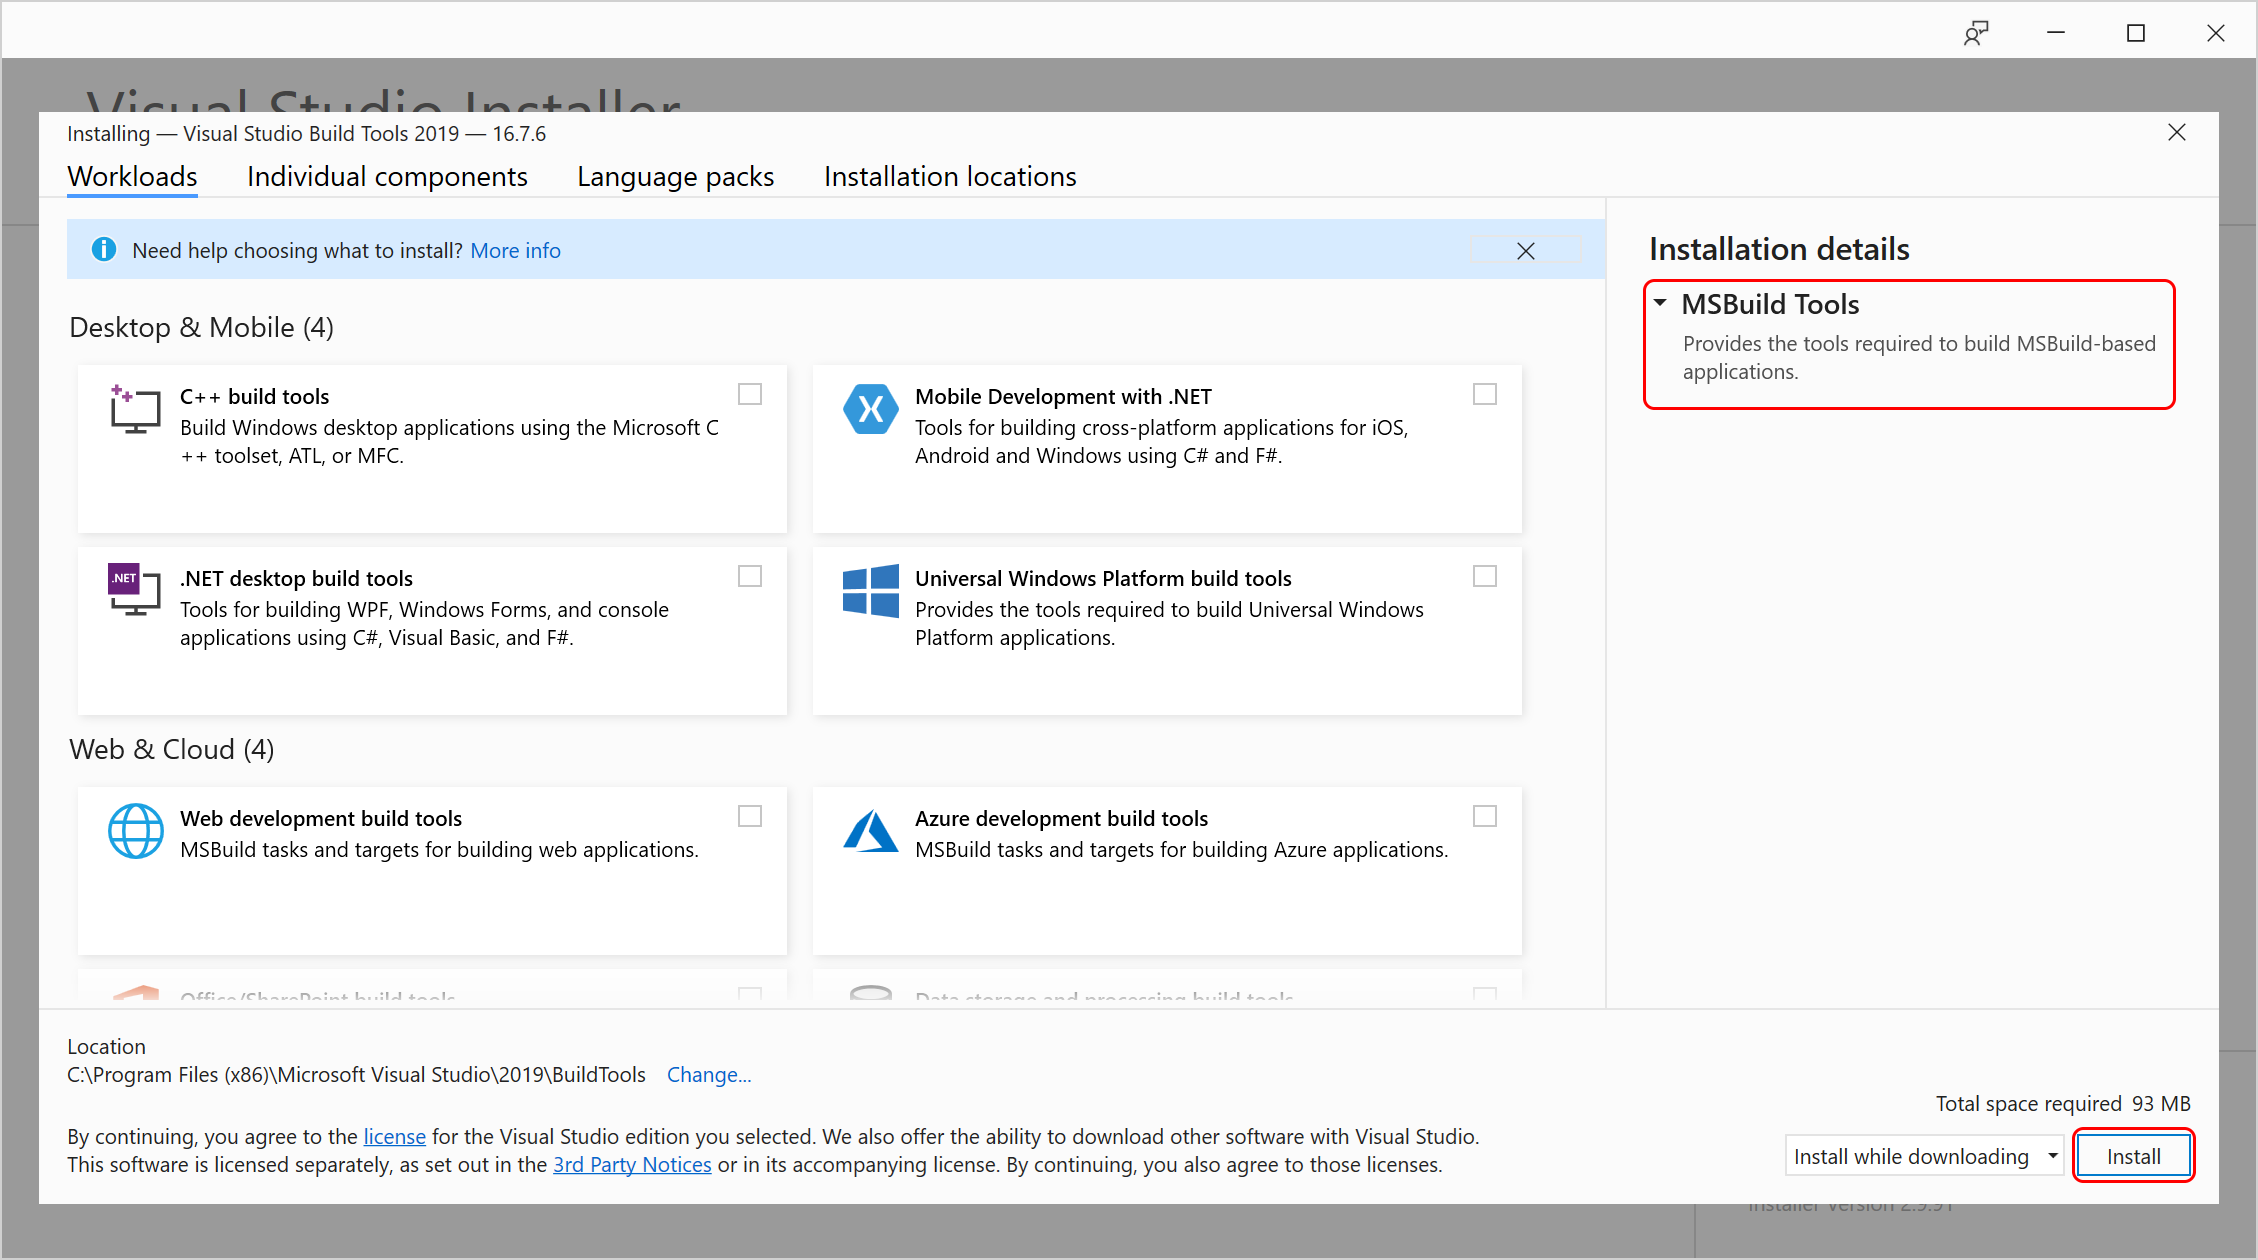 Visual Studio Installer
Installing — Visual Studio Build Tools 2019 — 16.7.6
Workloads
Individual components
Language packs
Installation locations
Need help choosing what to install? More info
Desktop & Mobile (4)
C++ build tools
Build Windows desktop applications using the Microsoft C
++ toolset, ATL, or MFC.
Mobile Development with .NET
Tools for building cross-platform applications for iOS,
Android and Windows using C# and F#.
.NET
.NET desktop build tools
Tools for building WPF, Windows Forms, and console
applications using C#, Visual Basic, and F#.
Universal Windows Platform build tools
Provides the tools required to build Universal Windows
Platform applications.
Web & Cloud (4)
Web development build tools
MSBuild tasks and targets for building web applications.
Azure development build tools
MSBuild tasks and targets for building Azure applications.
Office/SharePoint build tools
Data storage and processing build tools
Installation details
MSBuild Tools
Provides the tools required to build MSBuild-based
applications.
Location
C:\Program Files (x86)\Microsoft Visual Studio\2019\BuildTools Change...
By continuing, you agree to the license for the Visual Studio edition you selected. We also offer the ability to download other software with Visual Studio.
This software is licensed separately, as set out in the 3rd Party Notices or in its accompanying license. By continuing, you also agree to those licenses.
Total space required 93 MB
Install while downloading
Install
Installer Version 2.9.91